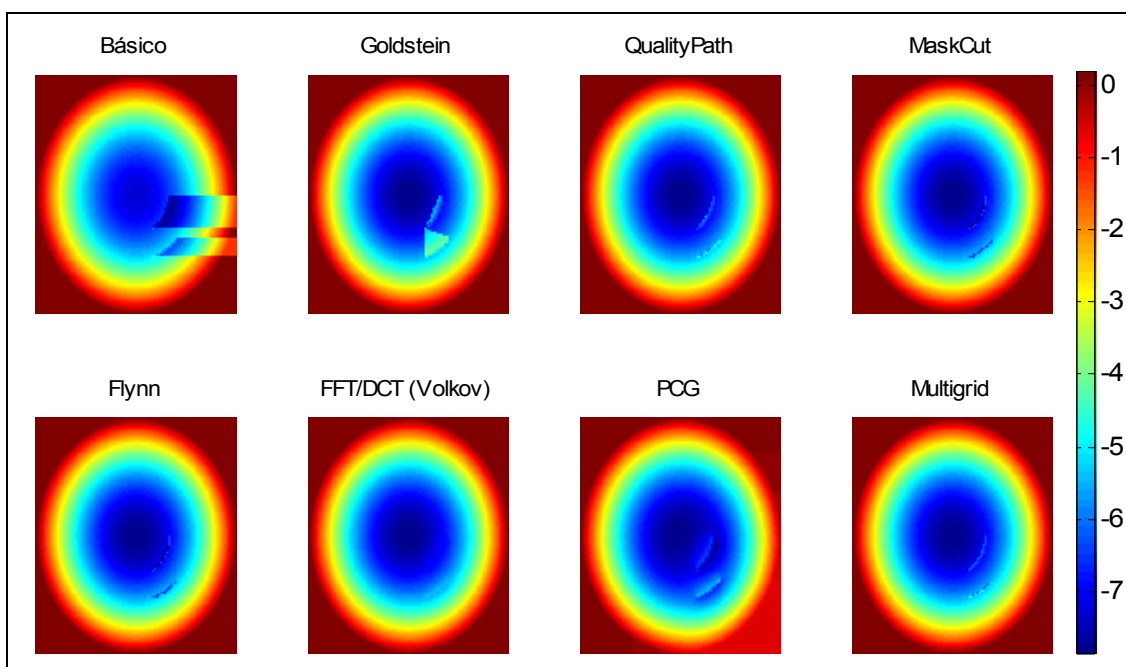 Básico
Goldstein
QualityPath
MaskCut
0
-1
-2
-3
-4
-5
-6
-7
Flynn
FFT/DCT (Volkov)
PCG
Multigrid